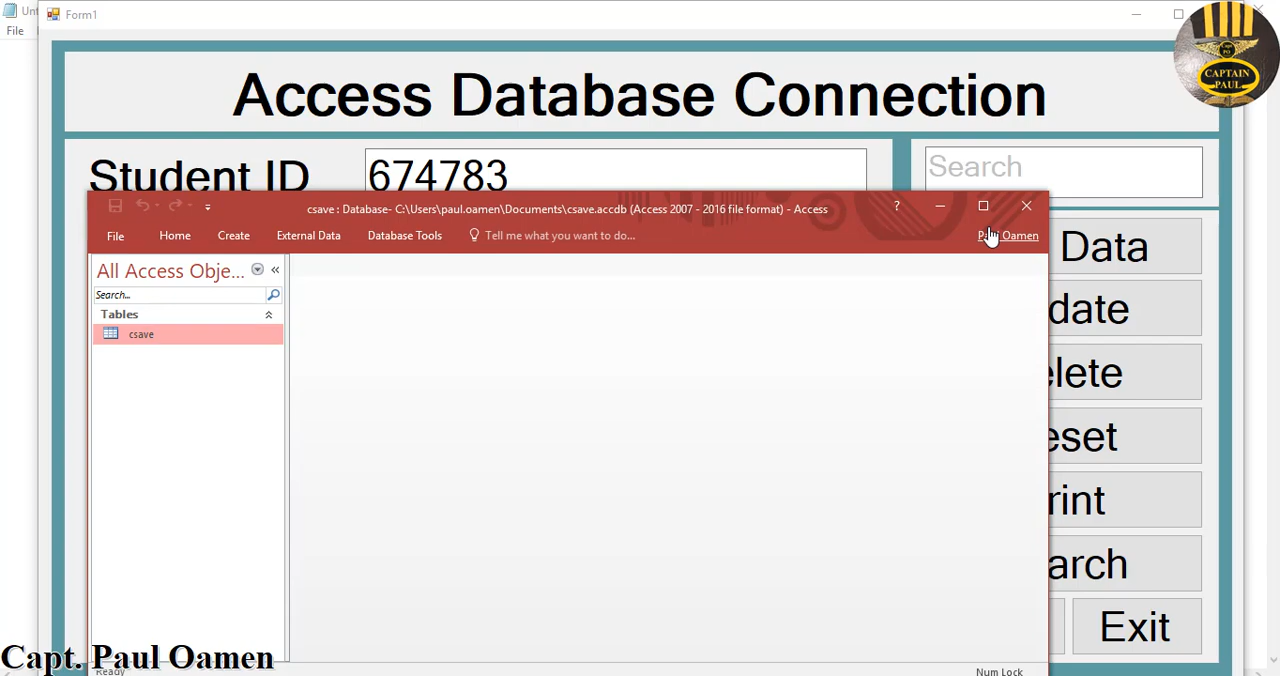 Unt
Form1
File
Access Database Connection
CAPTAIN
PAUL
Student ID
674783
Search
csave : Database- C:\Users\paul.oamen\Documents\csave.accdb (Access 2007 - 2016 file format) - Access
?
File
Home
Create
External Data
Database Tools
Tell me what you want to do...
Oamen
Data
All Access Obje...
Search...
Tables
csave
date
elete
eset
rint
arch
Exit
Capt. Paul Oamen
Ready
Num Lock